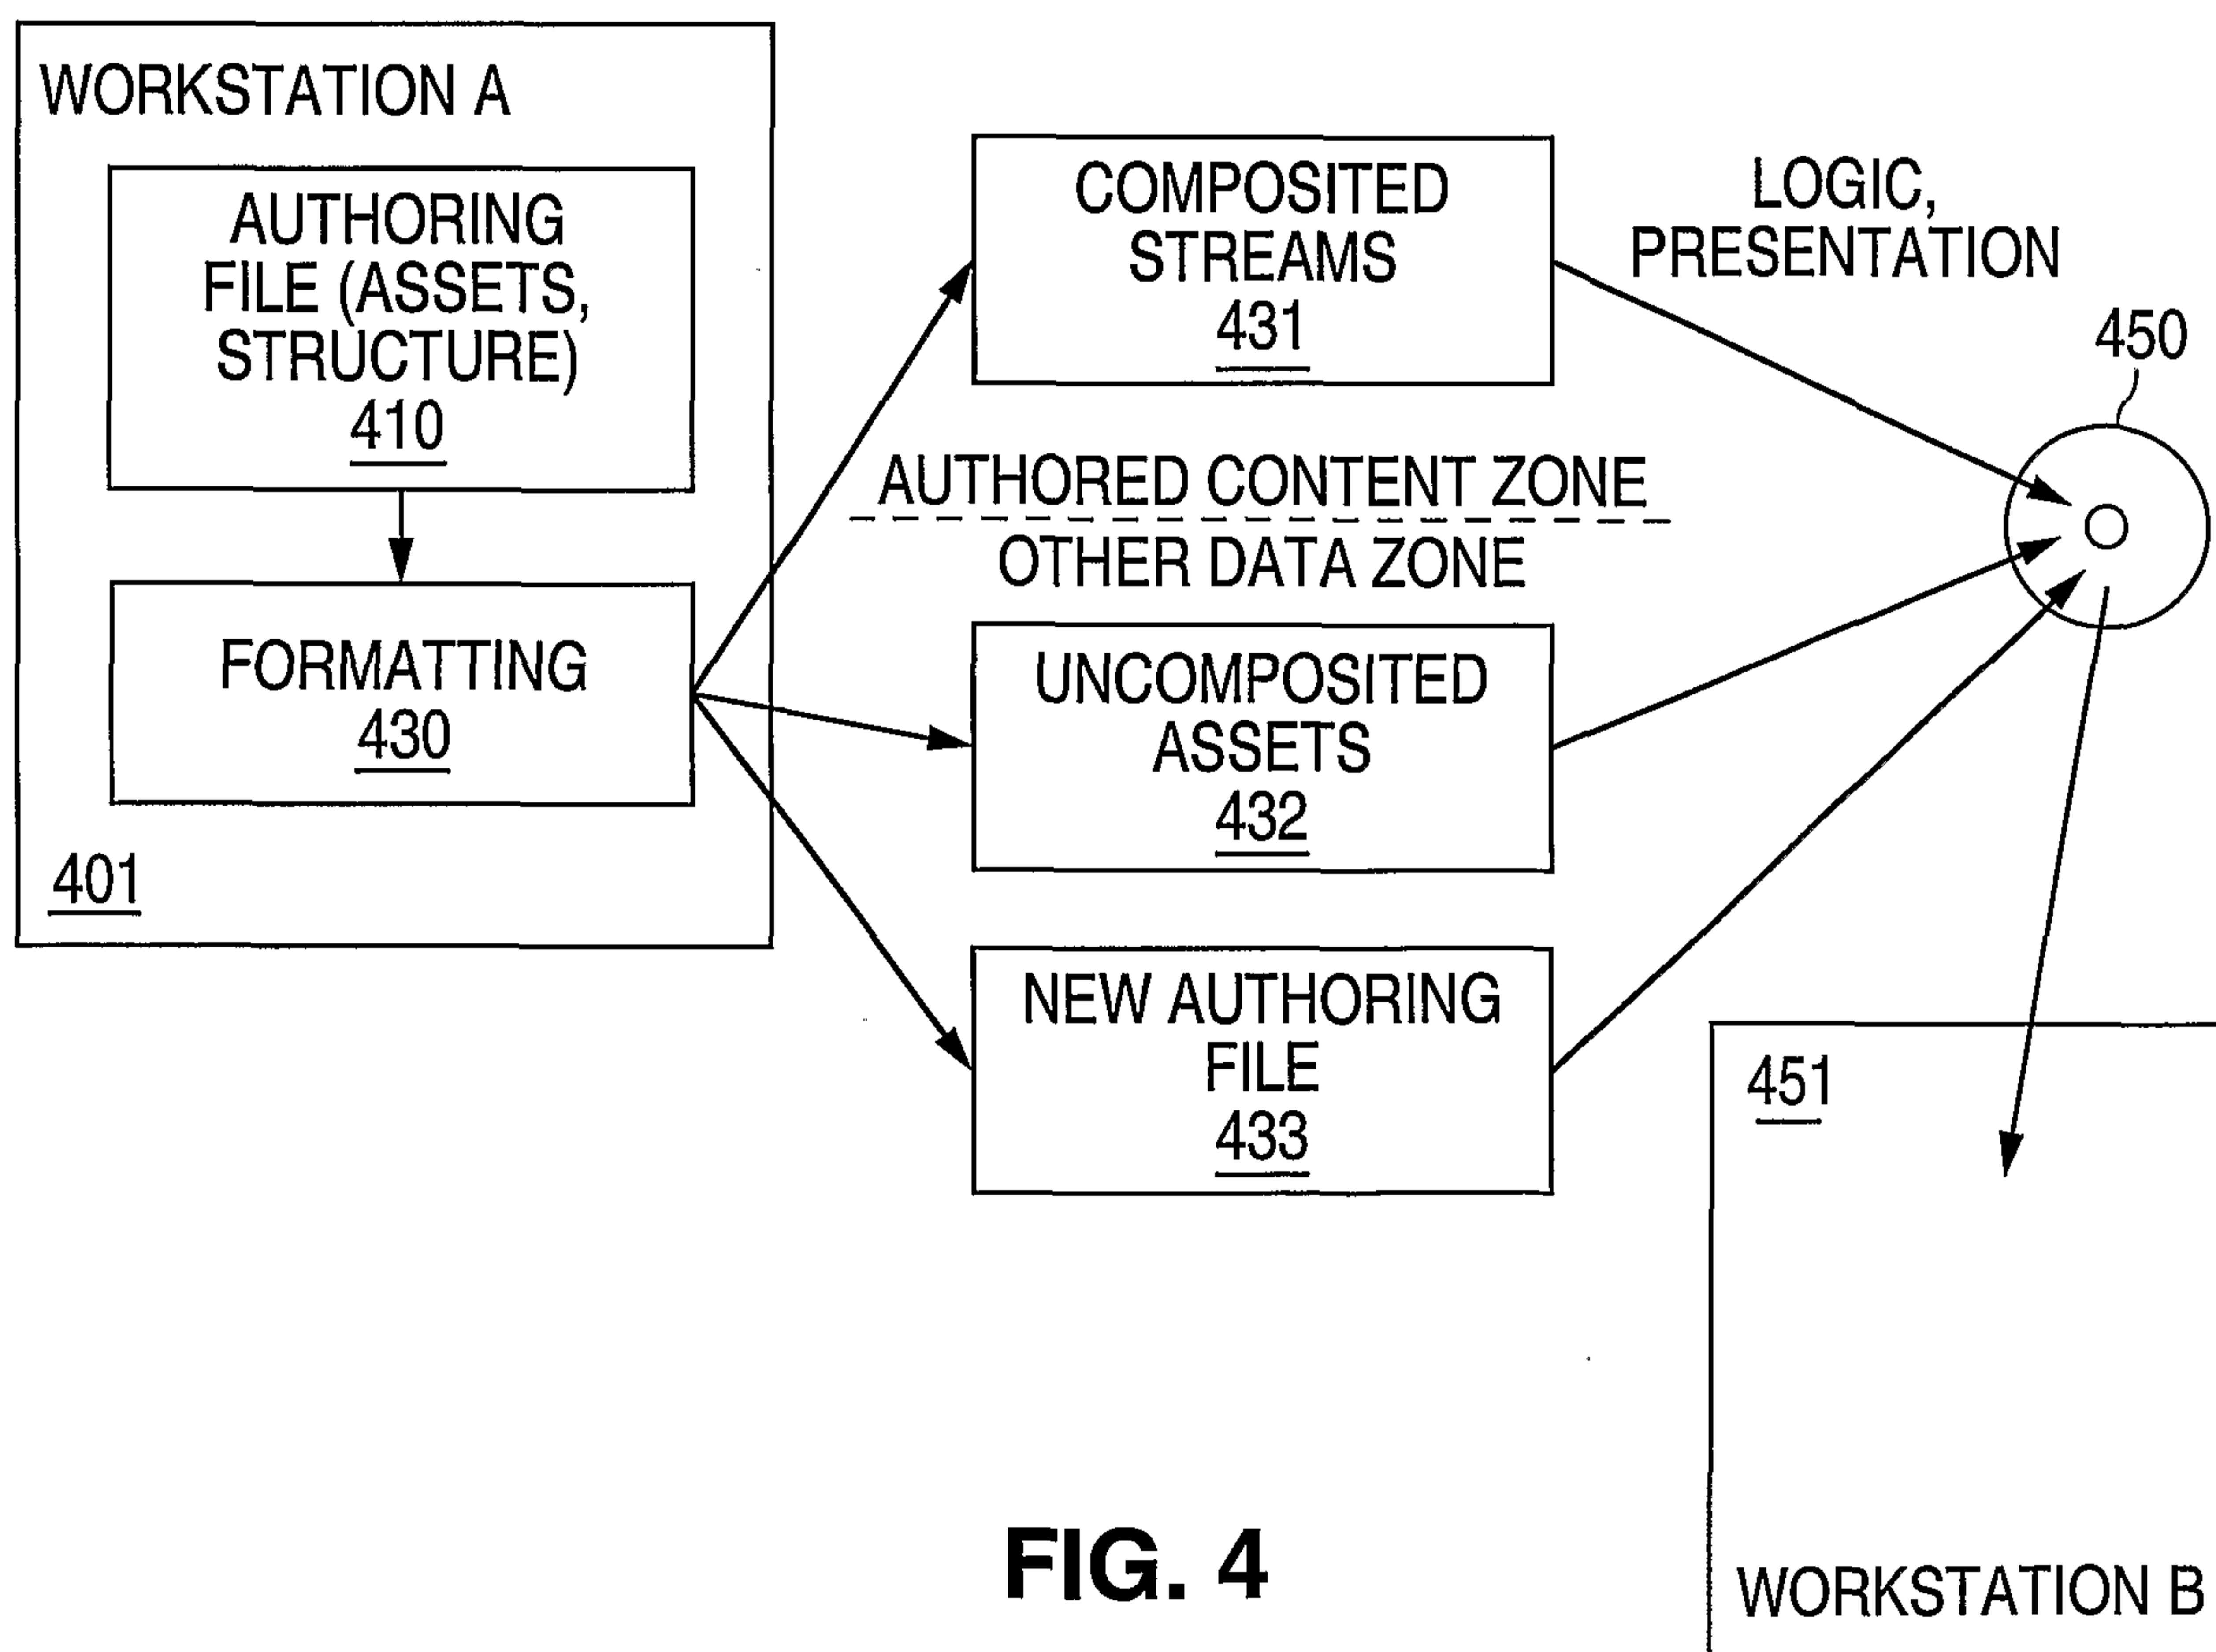 WORKSTATION A
AUTHORING
FILE (ASSETS,
STRUCTURE)
410
FORMATTING
430
401
COMPOSITED
STREAMS
431
AUTHORED CONTENT ZONE
OTHER DATA ZONE
UNCOMPOSITED
ASSETS
432
NEW AUTHORING
FILE
433
LOGIC,
PRESENTATION
450
451
WORKSTATION B
FIG. 4